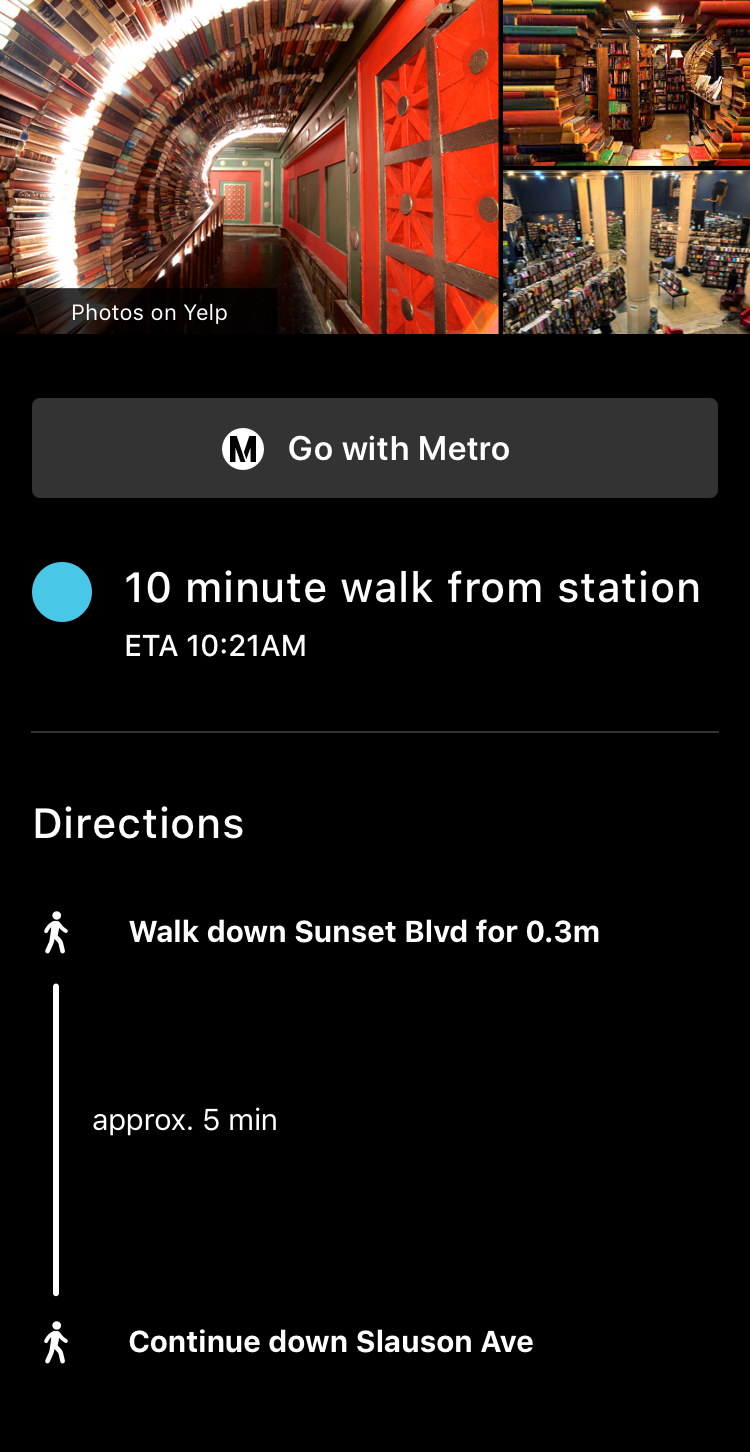 Photos on Yelp
M Go with Metro
10 minute walk from station
ETA 10:21AM
Directions
Walk down Sunset Blvd for 0.3m
approx. 5 min
Continue down Slauson Ave